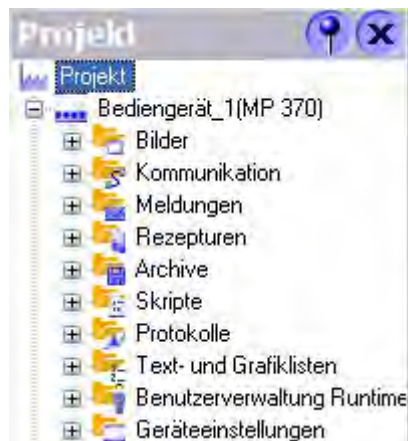 Projekt
Projekt
Bediengerät_1(MP 370)
Bilder
Kommunikation
Meldungen
Rezepturen
Archive
Skripte
Protokolle
Text- und Grafiklisten
Benutzerverwaltung Runtime
Geräteeinstellungen